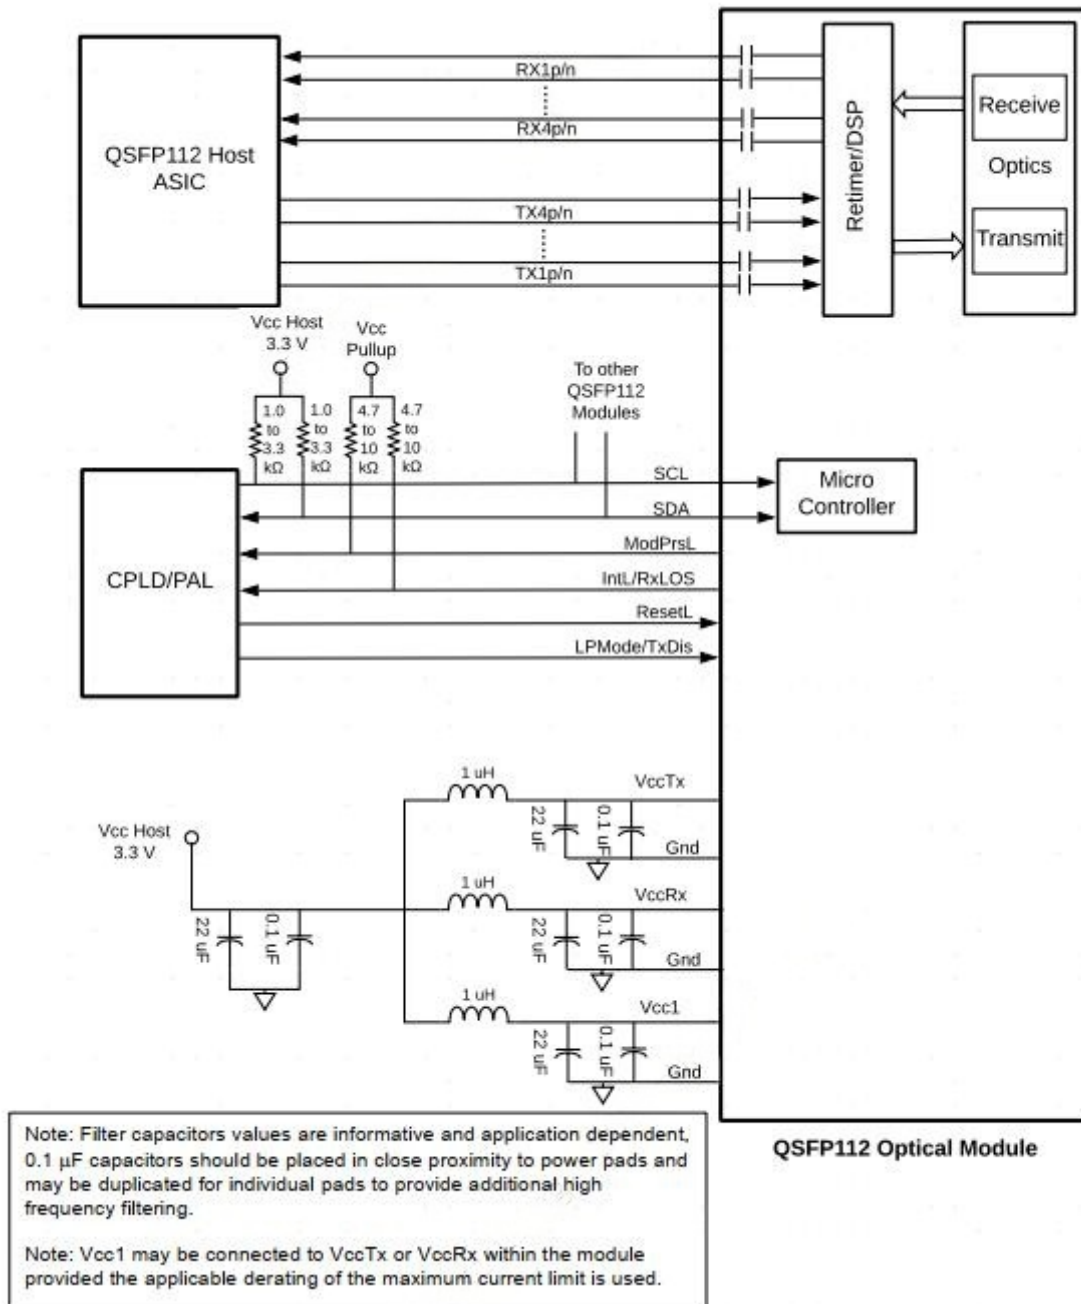 QSFP112 Host
ASIC
RX1p/n
RX4p/n
TX4p/n
TX1p/n
Retimer/DSP
Receive
Optics
Transmit
Vcc Host
3.3 V
Vcc
Pullup
1.0
to
3.3
kΩ
1.0
to
3.3
kΩ
4.7
to
10
kΩ
4.7
to
10
kΩ
To other
QSFP112
Modules
CPLD/PAL
SCL
SDA
ModPrsL
IntL/RxLOS
ResetL
LPMode/TxDis
Micro
Controller
Vcc Host
3.3 V
22 uF
0.1 uF
1 uH
VccTx
22 uF
0.1 uF
Gnd
1 uH
VccRx
22 uF
0.1 uF
Gnd
1 uH
Vcc1
22 uF
0.1 uF
Gnd
QSFP112 Optical Module
Note: Filter capacitors values are informative and application dependent,
0.1 μF capacitors should be placed in close proximity to power pads and
may be duplicated for individual pads to provide additional high
frequency filtering.
Note: Vcc1 may be connected to VccTx or VccRx within the module
provided the applicable derating of the maximum current limit is used.